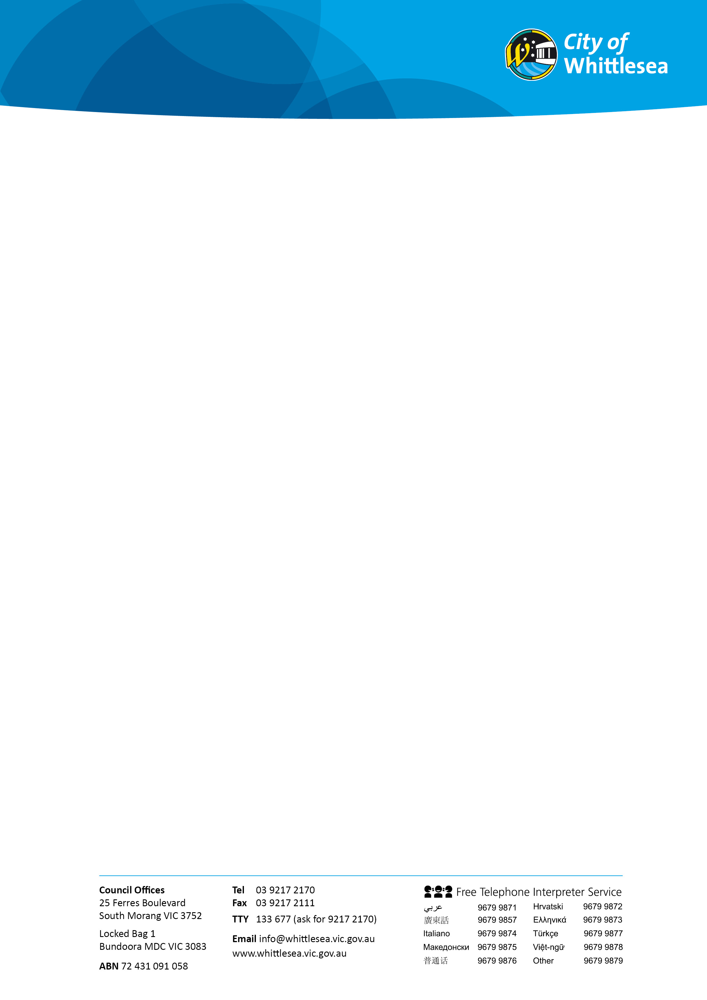 City of
Whittlesea
Council Offices
25 Ferres Boulevard
South Morang VIC 3752
Locked Bag 1
Bundoora MDC VIC 3083
ABN 72 431 091 058
Tel 03 9217 2170
Fax 03 9217 2111
TTY 133 677 (ask for 9217 2170)
Email info@whittlesea.vic.gov.au
www.whittlesea.vic.gov.au
Free Telephone Interpreter Service
عربي 9679 9871 Hrvatski 9679 9872
廣東話 9679 9857 Ελληνικά 9679 9873
Italiano 9679 9874 Türkçe 9679 9877
Македонски 9679 9875 Việt-ngữ 9679 9878
普通话 9679 9876 Other 9679 9879